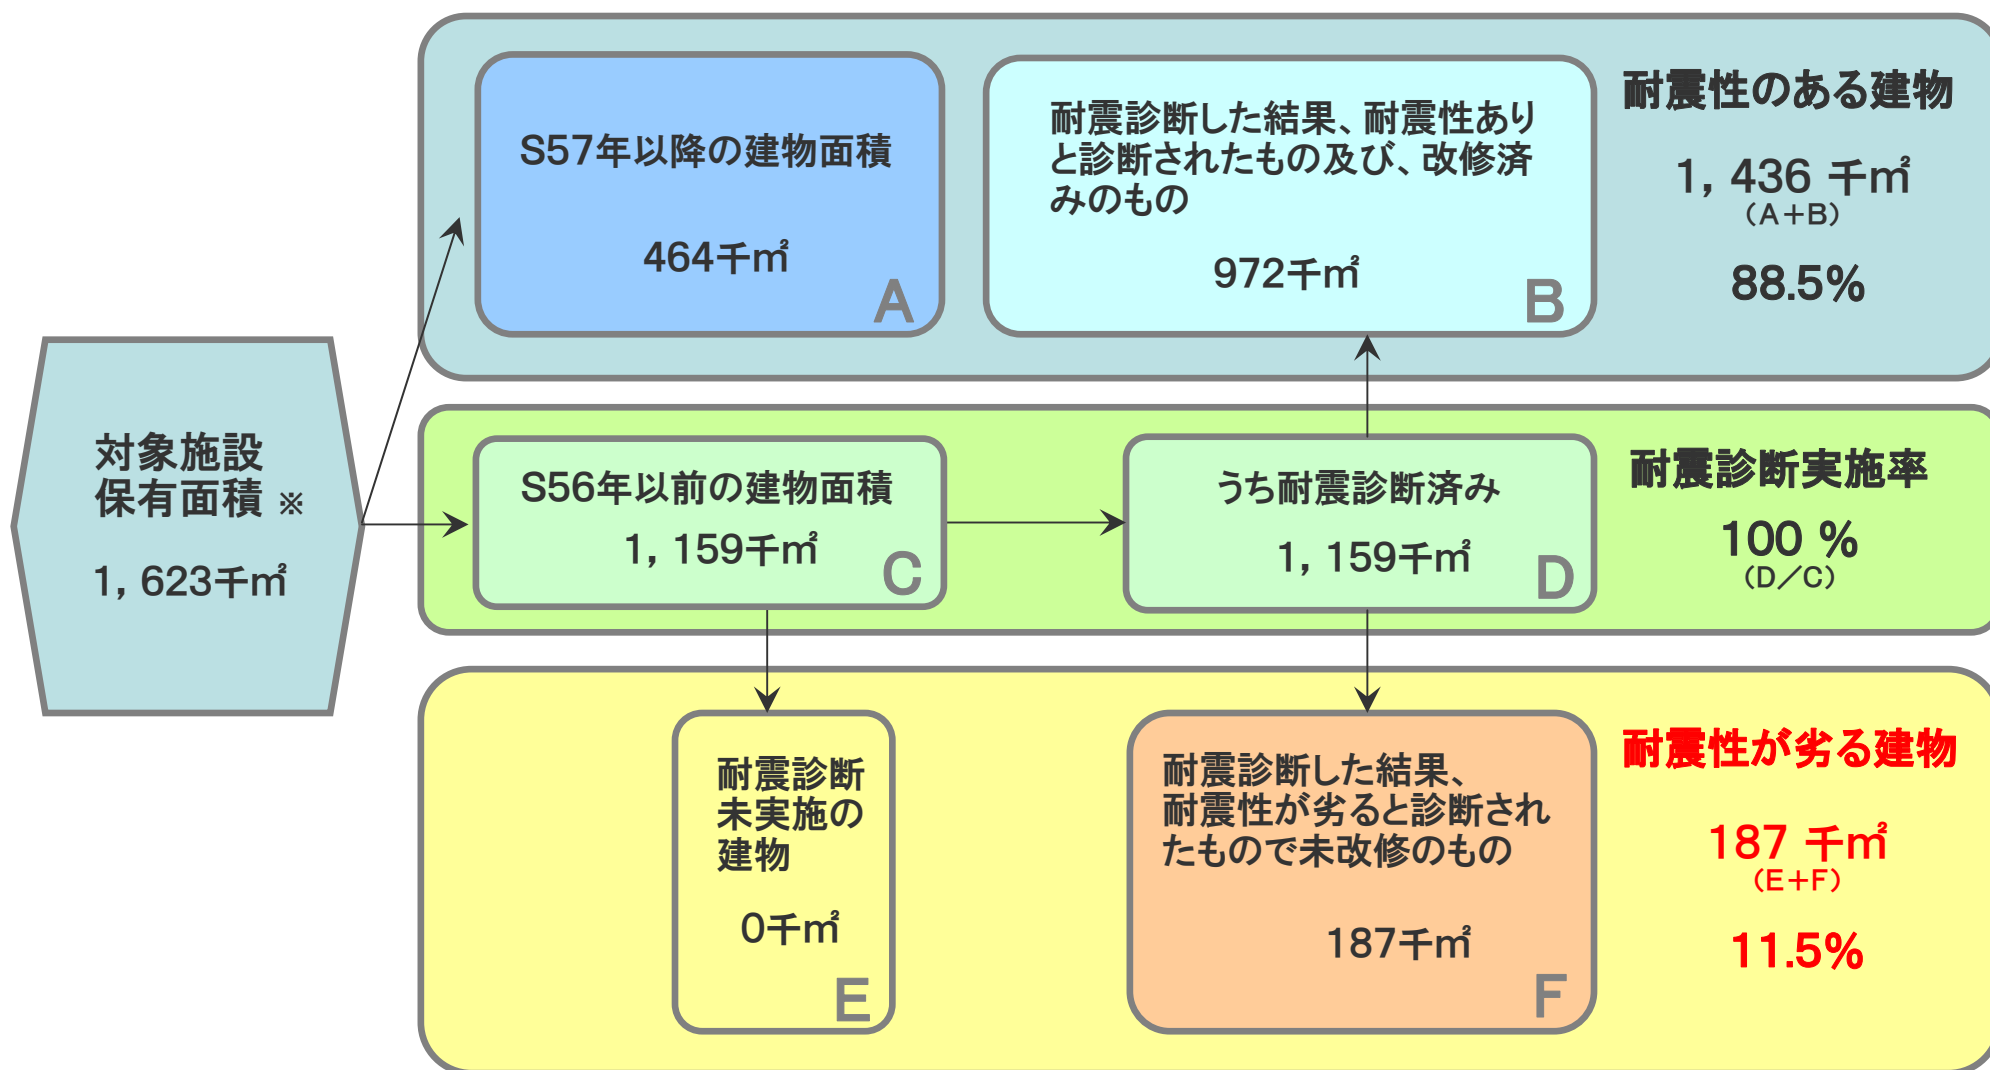 S57年以降の建物面積
464千㎡
A
耐震診断した結果、耐震性あり
と診断されたもの及び、改修済
みのもの
972千㎡
B
耐震性のある建物
1, 436 千㎡
（A＋B）
88.5%
対象施設
保有面積 ※
1, 623千㎡
S56年以前の建物面積
1, 159千㎡
C
うち耐震診断済み
1, 159千㎡
D
耐震診断実施率
100 %
（D／C）
耐震診断
未実施の
建物
0千㎡
E
耐震診断した結果、
耐震性が劣ると診断され
たもので未改修のもの
187千㎡
F
耐震性が劣る建物
187 千㎡
（E＋F）
11.5%